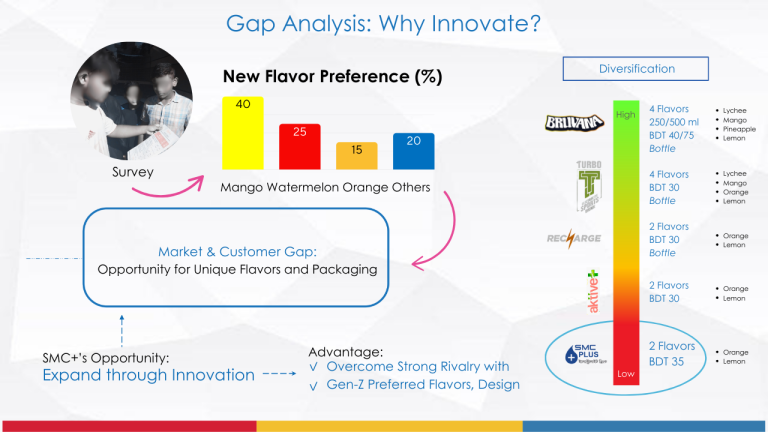 Gap Analysis: Why Innovate?
New Flavor Preference (%)
40
25
15
20
Mango Watermelon Orange Others
Survey
Market & Customer Gap:
Opportunity for Unique Flavors and Packaging
SMC+'s Opportunity:
Expand through Innovation
Advantage:
√ Overcome Strong Rivalry with
√ Gen-Z Preferred Flavors, Design
Diversification
High
BRUVANA
4 Flavors
250/500 ml
BDT 40/75
Bottle
• Lychee
• Mango
• Pineapple
• Lemon
TURBO
T
4 Flavors
BDT 30
Bottle
• Lychee
• Mango
• Orange
• Lemon
RECHARGE
2 Flavors
BDT 30
Bottle
• Orange
• Lemon
aktive+
2 Flavors
BDT 30
• Orange
• Lemon
SMC
PLUS
2 Flavors
BDT 35
• Orange
• Lemon
Low